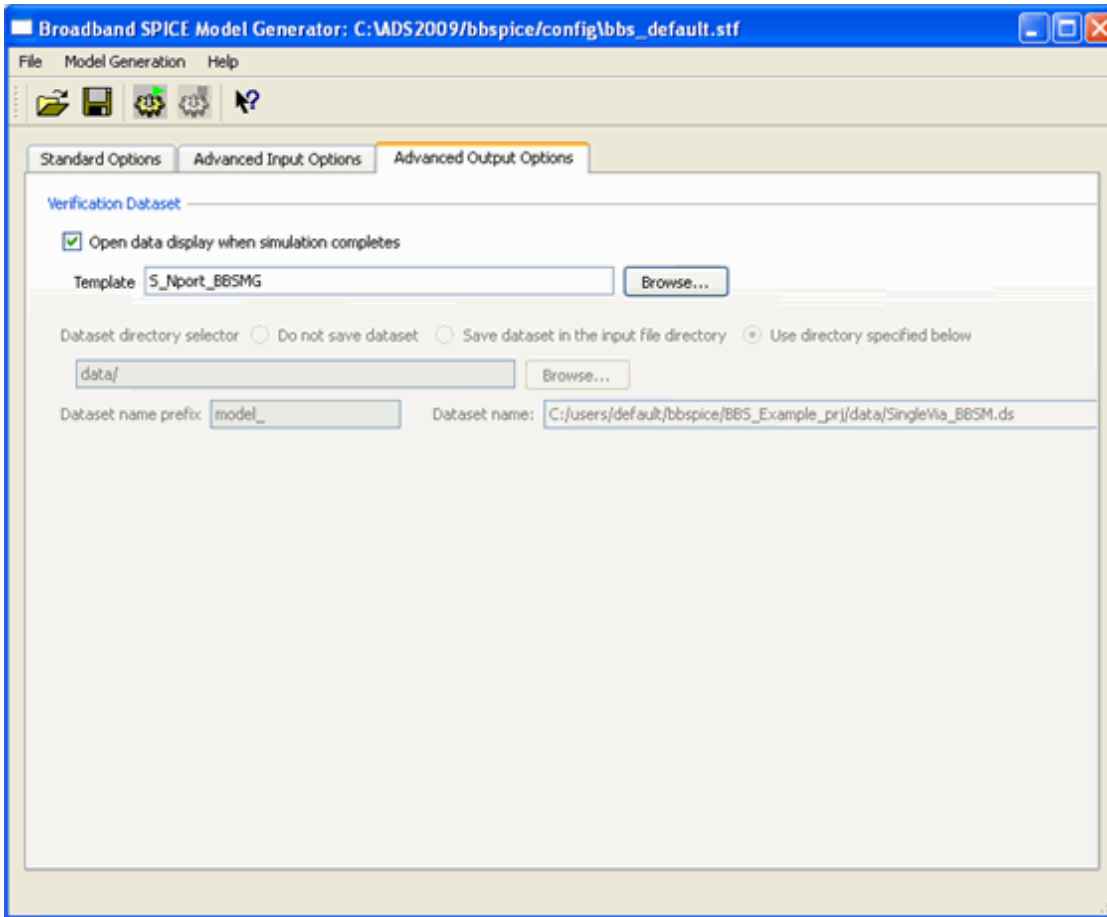 Broadband SPICE Model Generator: C:\ADS2009/bbspice/config\bbs_default.stf
File Model Generation Help
Standard Options Advanced Input Options Advanced Output Options
Verification Dataset
Open data display when simulation completes
Template S_Nport_BBSMG Browse...
Dataset directory selector Do not save dataset Save dataset in the input file directory Use directory specified below
data/ Browse...
Dataset name prefix model_ Dataset name: C:/users/default/bbspice/BBS_Example_prj/data/SingleVia_BBSM.ds